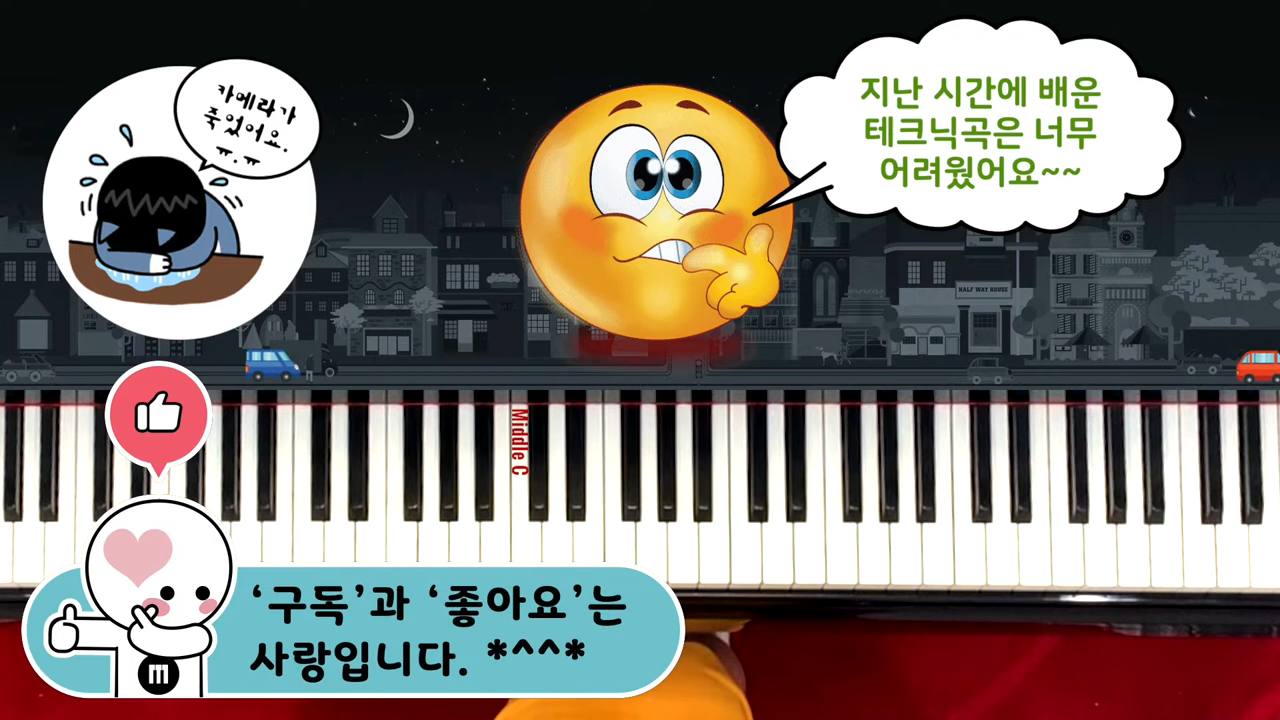 카메라가
죽었어요.
ㅠ.ㅠ
지난 시간에 배운
테크닉곡은 너무
어려웠어요~~
HALF WAY HOUSE
Middle C
‘구독’과 ‘좋아요’는
사랑입니다. *^^*
m